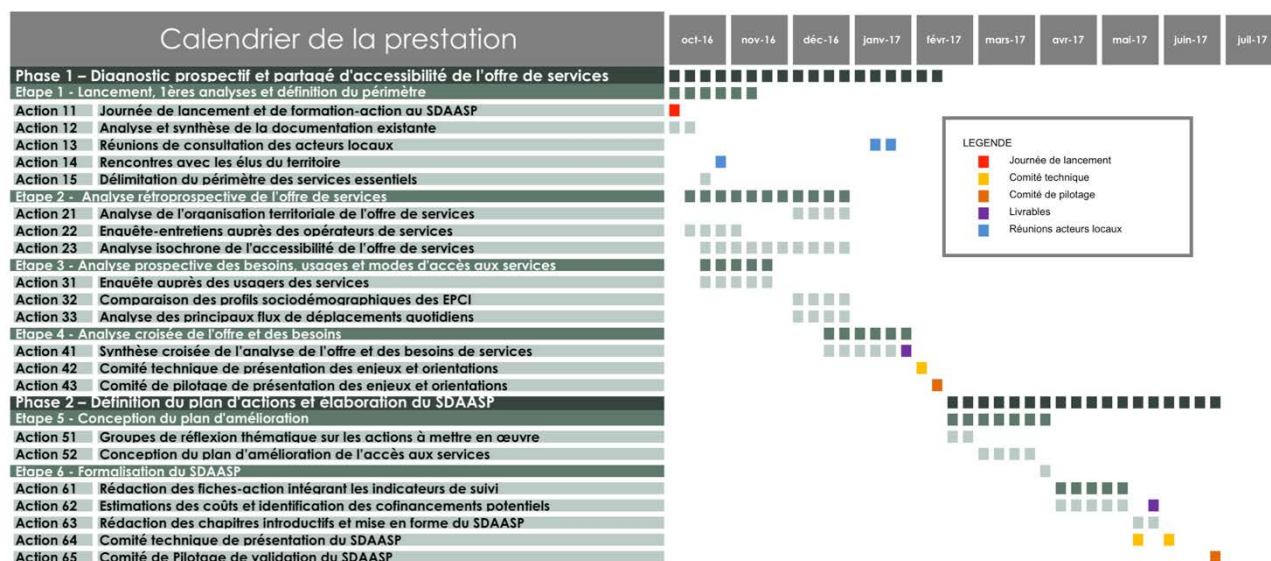 Calendrier de la prestation
oct-16 nov-16 déc-16 janv-17 févr-17 mars-17 avr-17 mai-17 juin-17 juil-17
Phase 1 – Diagnostic prospectif et partagé d'accessibilité de l'offre de services
Etape 1 - Lancement, 1ères analyses et définition du périmètre
Action 11 Journée de lancement et de formation-action au SDAASP
Action 12 Analyse et synthèse de la documentation existante
Action 13 Réunions de consultation des acteurs locaux
Action 14 Rencontres avec les élus du territoire
Action 15 Délimitation du périmètre des services essentiels
Etape 2 - Analyse rétroprospective de l'offre de services
Action 21 Analyse de l'organisation territoriale de l'offre de services
Action 22 Enquête-entretiens auprès des opérateurs de services
Action 23 Analyse isochrone de l'accessibilité de l'offre de services
Etape 3 - Analyse prospective des besoins, usages et modes d'accès aux services
Action 31 Enquête auprès des usagers des services
Action 32 Comparaison des profils sociodémographiques des EPCI
Action 33 Analyse des principaux flux de déplacements quotidiens
Etape 4 - Analyse croisée de l'offre et des besoins
Action 41 Synthèse croisée de l'analyse de l'offre et des besoins de services
Action 42 Comité technique de présentation des enjeux et orientations
Action 43 Comité de pilotage de présentation des enjeux et orientations
Phase 2 – Définition du plan d'actions et élaboration du SDAASP
Etape 5 - Conception du plan d'amélioration
Action 51 Groupes de réflexion thématique sur les actions à mettre en œuvre
Action 52 Conception du plan d'amélioration de l'accès aux services
Etape 6 - Formalisation du SDAASP
Action 61 Rédaction des fiches-action intégrant les indicateurs de suivi
Action 62 Estimations des coûts et identification des cofinancements potentiels
Action 63 Rédaction des chapitres introductifs et mise en forme du SDAASP
Action 64 Comité technique de présentation du SDAASP
Action 65 Comité de Pilotage de validation du SDAASP
LEGENDE
Journée de lancement
Comité technique
Comité de pilotage
Livrables
Réunions acteurs locaux